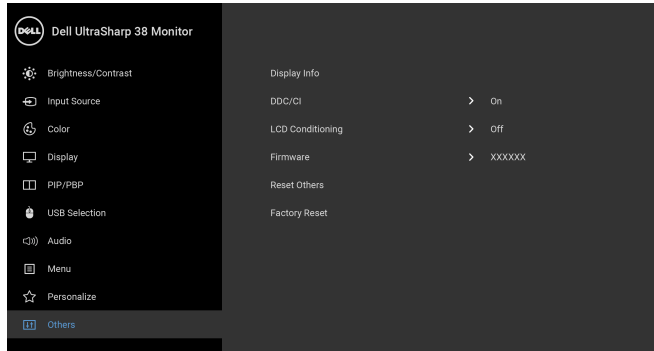 DELL Dell UltraSharp 38 Monitor
Brightness/Contrast
Input Source
Color
Display
PIP/PBP
USB Selection
Audio
Menu
Personalize
Others
Display Info
DDC/CI > On
LCD Conditioning > Off
Firmware > XXXXXX
Reset Others
Factory Reset